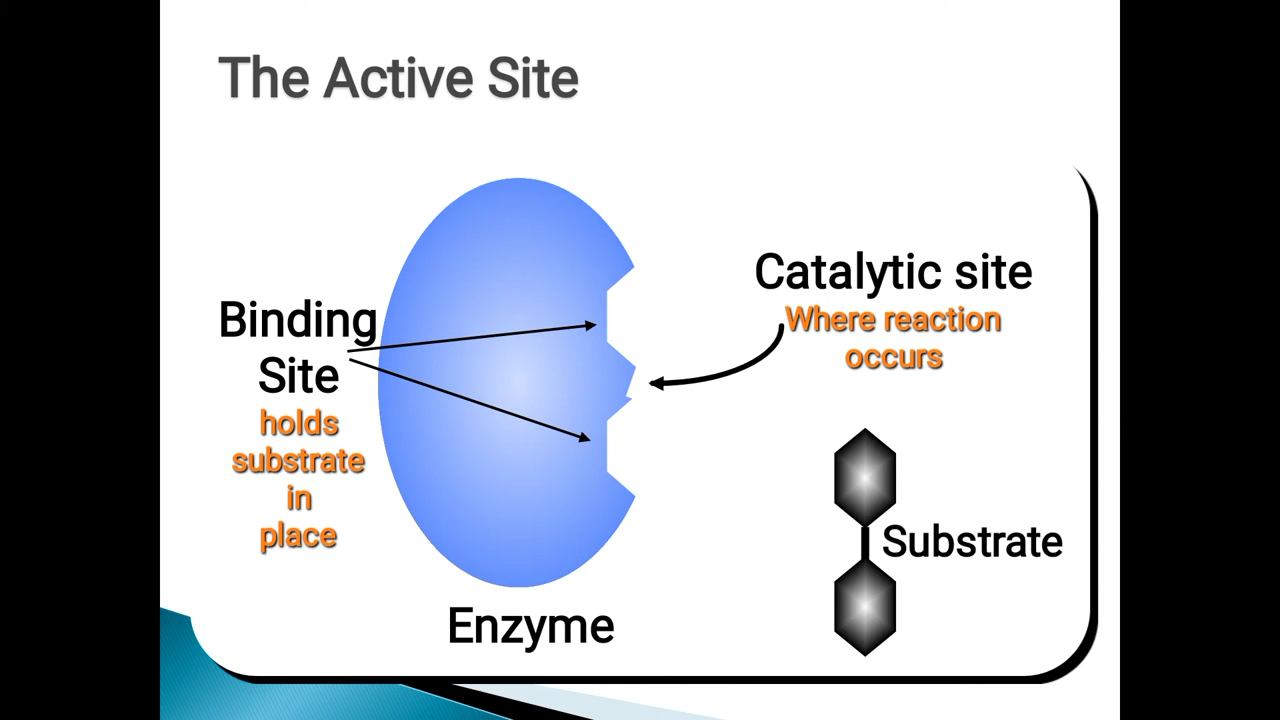 The Active Site
Binding
Site
holds
substrate
in
place
Catalytic site
Where reaction
occurs
Substrate
Enzyme